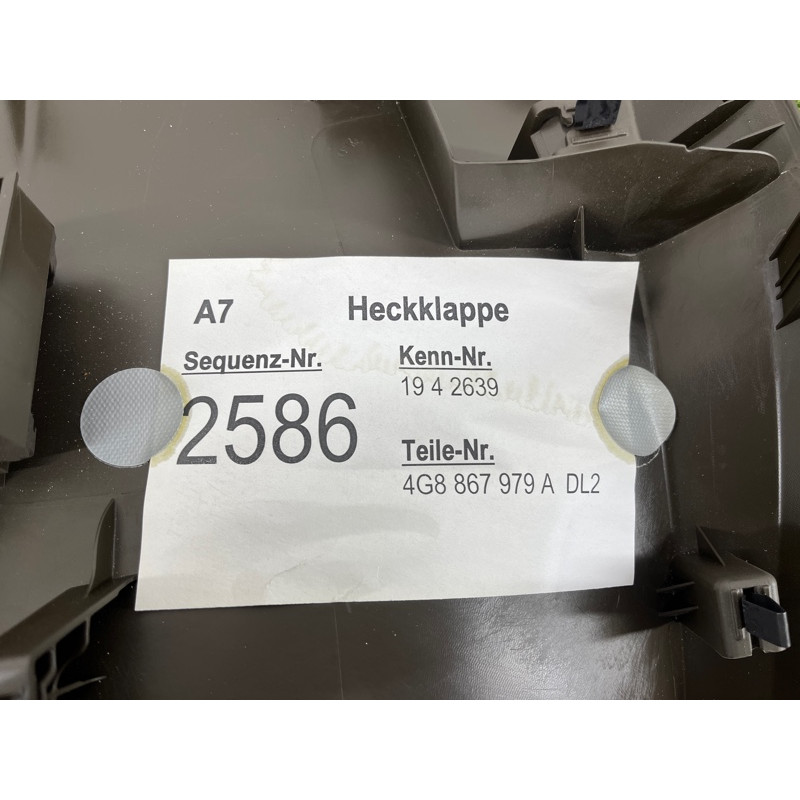 A7 Heckklappe
Sequenz-Nr. Kenn-Nr.
19 4 2639
2586
Teile-Nr.
4G8 867 979 A DL2